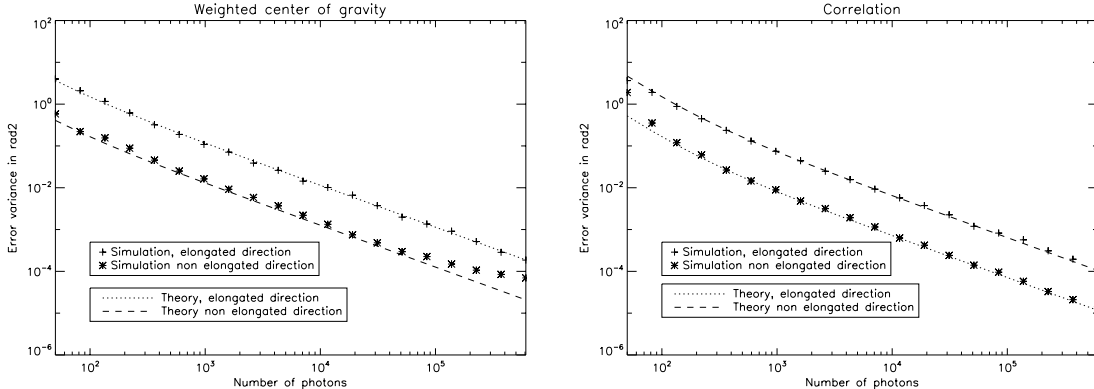 Weighted center of gravity
Error variance in rad2
10^2
10^0
10^-2
10^-4
10^-6
Simulation, elongated direction
Simulation non elongated direction
Theory, elongated direction
Theory non elongated direction
10^2 10^3 10^4 10^5
Number of photons
Correlation
Error variance in rad2
10^2
10^0
10^-2
10^-4
10^-6
Simulation, elongated direction
Simulation non elongated direction
Theory, elongated direction
Theory non elongated direction
10^2 10^3 10^4 10^5
Number of photons